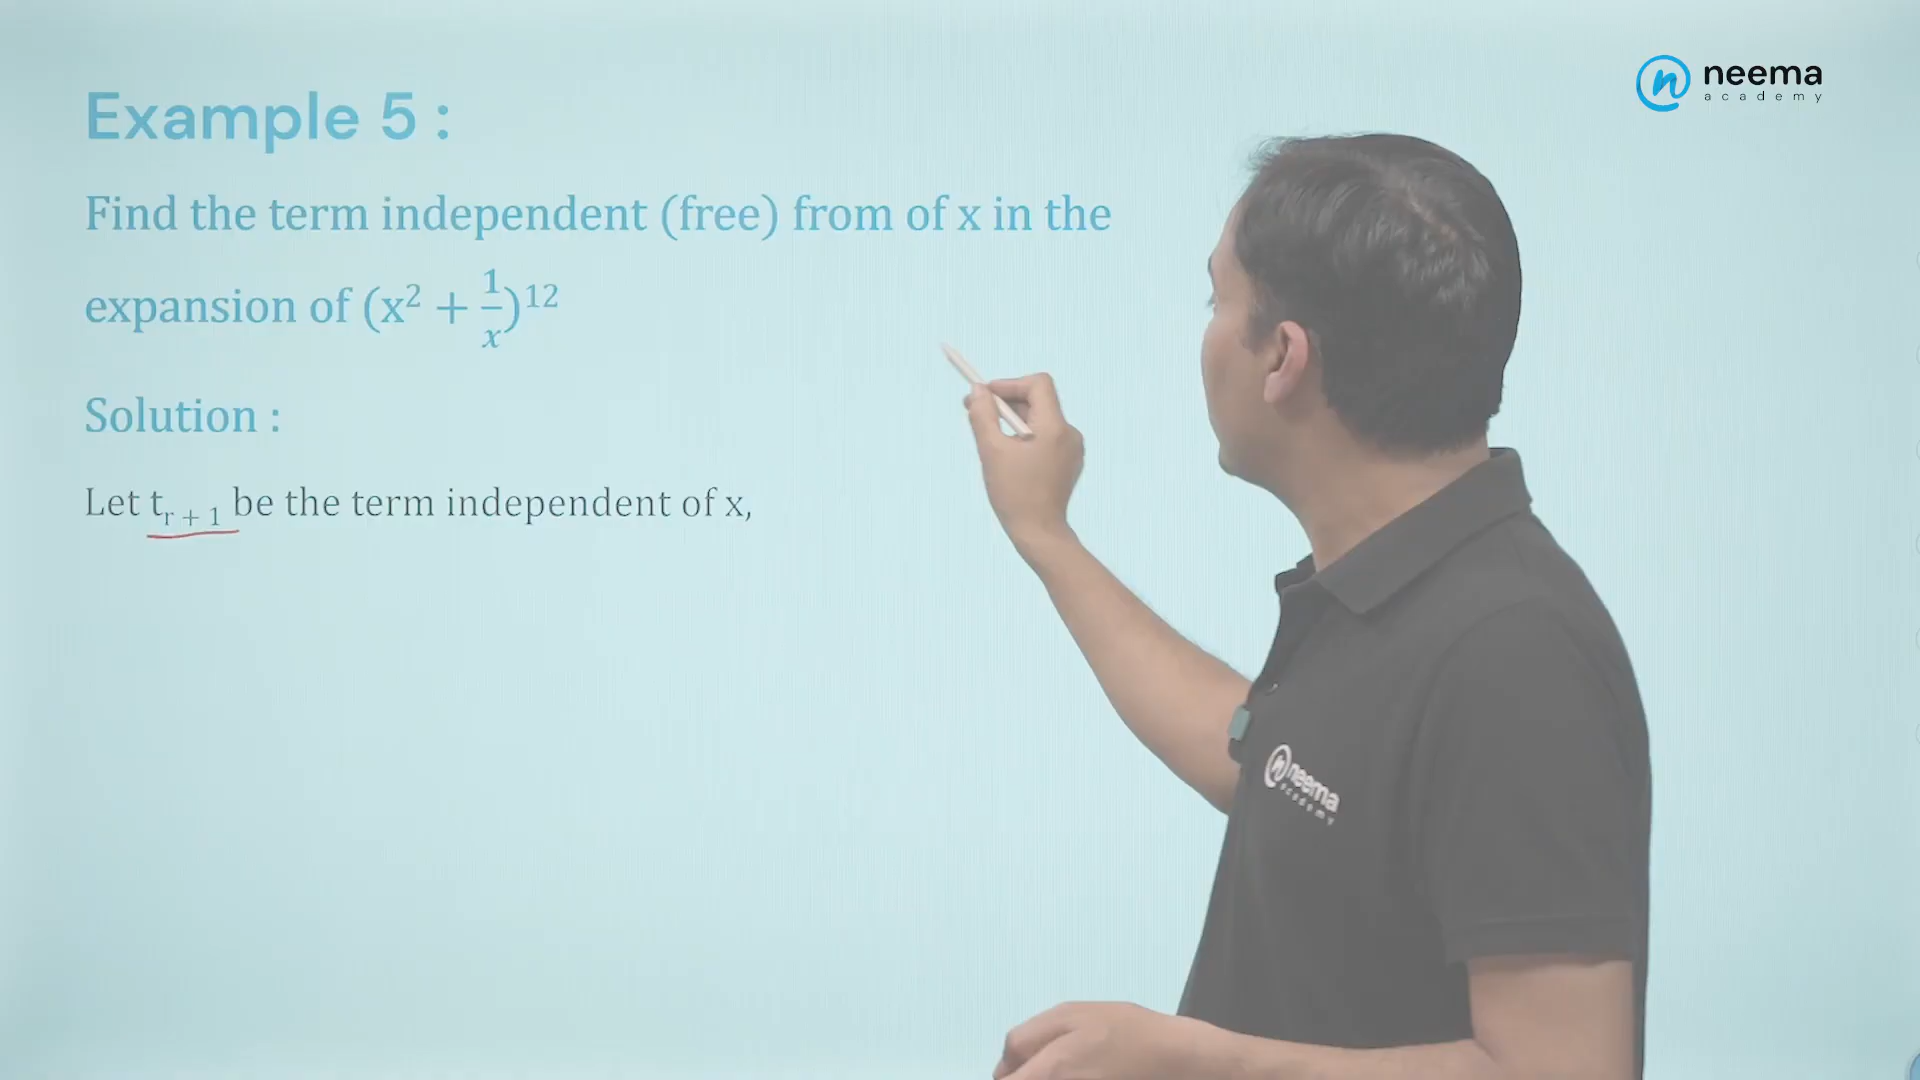 neema
academy
Example 5 :
Find the term independent (free) from of x in the
expansion of (x² + 1/x)¹²
Solution :
Let tᵣ ₊ ₁ be the term independent of x,
neema
academy